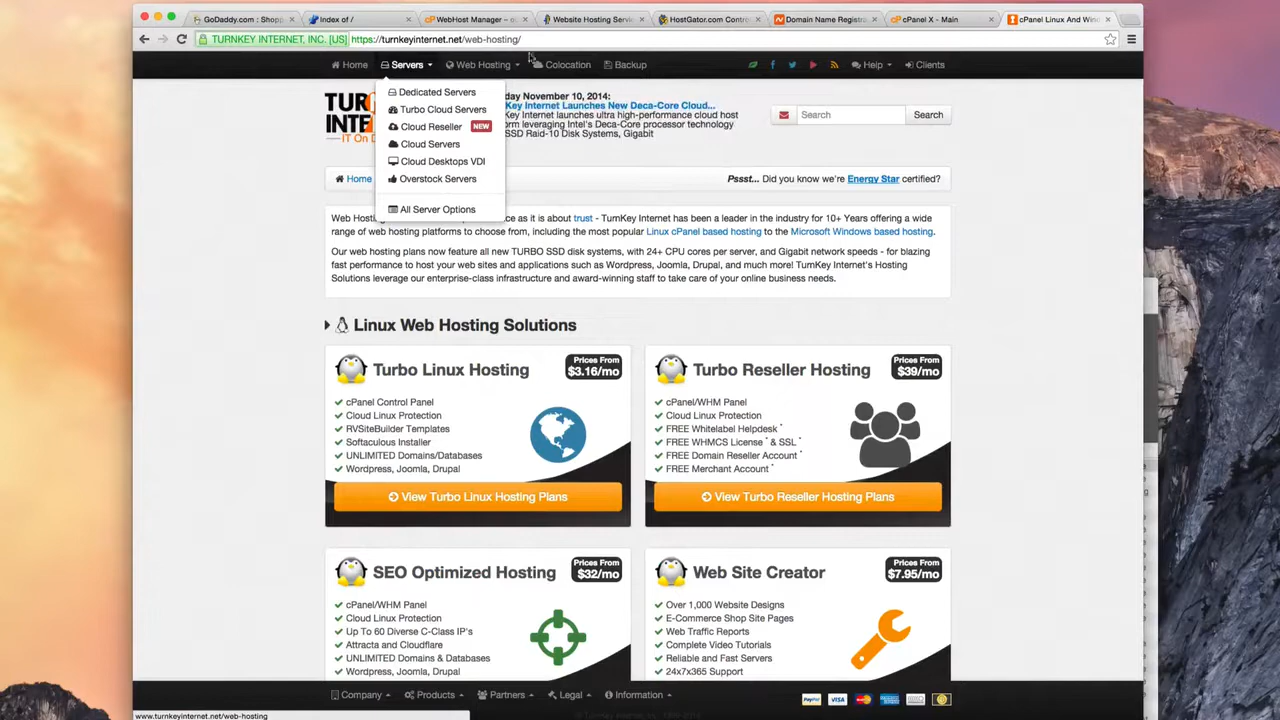 GoDaddy.com : Shopp
Index of /
WebHost Manager – o
Website Hosting Servic
HostGator.com Contro
Domain Name Registra
cPanel X - Main
cPanel Linux And Wind
TURNKEY INTERNET, INC. [US] https://turnkeyinternet.net/web-hosting/
Home Servers Web Hosting Colocation Backup Help Clients
Dedicated Servers
Turbo Cloud Servers
Cloud Reseller NEW
Cloud Servers
Cloud Desktops VDI
Overstock Servers
All Server Options
TUR
INTE
IT On D
day November 10, 2014:
Key Internet Launches New Deca-Core Cloud...
Key Internet launches ultra high-performance cloud host
form leveraging Intel's Deca-Core processor technology
SSD Raid-10 Disk Systems, Gigabit
Search Search
Home
Pssst... Did you know we're Energy Star certified?
Web Hosting ce as it is about trust - TurnKey Internet has been a leader in the industry for 10+ Years offering a wide
range of web hosting platforms to choose from, including the most popular Linux cPanel based hosting to the Microsoft Windows based hosting.
Our web hosting plans now feature all new TURBO SSD disk systems, with 24+ CPU cores per server, and Gigabit network speeds - for blazing
fast performance to host your web sites and applications such as Wordpress, Joomla, Drupal, and much more! TurnKey Internet's Hosting
Solutions leverage our enterprise-class infrastructure and award-winning staff to take care of your online business needs.
Linux Web Hosting Solutions
Turbo Linux Hosting
Prices From
$3.16/mo
cPanel Control Panel
Cloud Linux Protection
RVSiteBuilder Templates
Softaculous Installer
UNLIMITED Domains/Databases
Wordpress, Joomla, Drupal
View Turbo Linux Hosting Plans
Turbo Reseller Hosting
Prices From
$39/mo
cPanel/WHM Panel
Cloud Linux Protection
FREE Whitelabel Helpdesk *
FREE WHMCS License * & SSL *
FREE Domain Reseller Account *
FREE Merchant Account *
View Turbo Reseller Hosting Plans
SEO Optimized Hosting
Prices From
$32/mo
cPanel/WHM Panel
Cloud Linux Protection
Up To 60 Diverse C-Class IP's
Attracta and Cloudflare
UNLIMITED Domains & Databases
Wordpress, Joomla, Drupal
Web Site Creator
Prices From
$7.95/mo
Over 1,000 Website Designs
E-Commerce Shop Site Pages
Web Traffic Reports
Complete Video Tutorials
Reliable and Fast Servers
24x7x365 Support
Company Products Partners Legal Information
PayPal VISA
www.turnkeyinternet.net/web-hosting